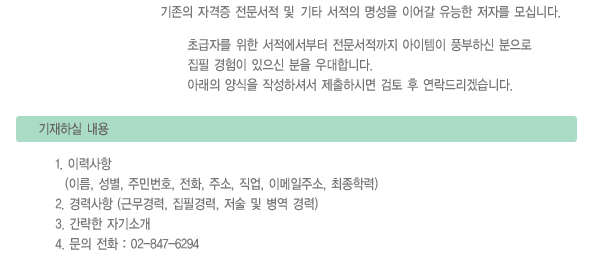 기존의 자격증 전문서적 및 기타 서적의 명성을 이어갈 유능한 저자를 모십니다.
초급자를 위한 서적에서부터 전문서적까지 아이템이 풍부하신 분으로
집필 경험이 있으신 분을 우대합니다.
아래의 양식을 작성하셔서 제출하시면 검토 후 연락드리겠습니다.
기재하실 내용
1. 이력사항
(이름, 성별, 주민번호, 전화, 주소, 직업, 이메일주소, 최종학력)
2. 경력사항 (근무경력, 집필경력, 저술 및 병역 경력)
3. 간략한 자기소개
4. 문의 전화 : 02-847-6294